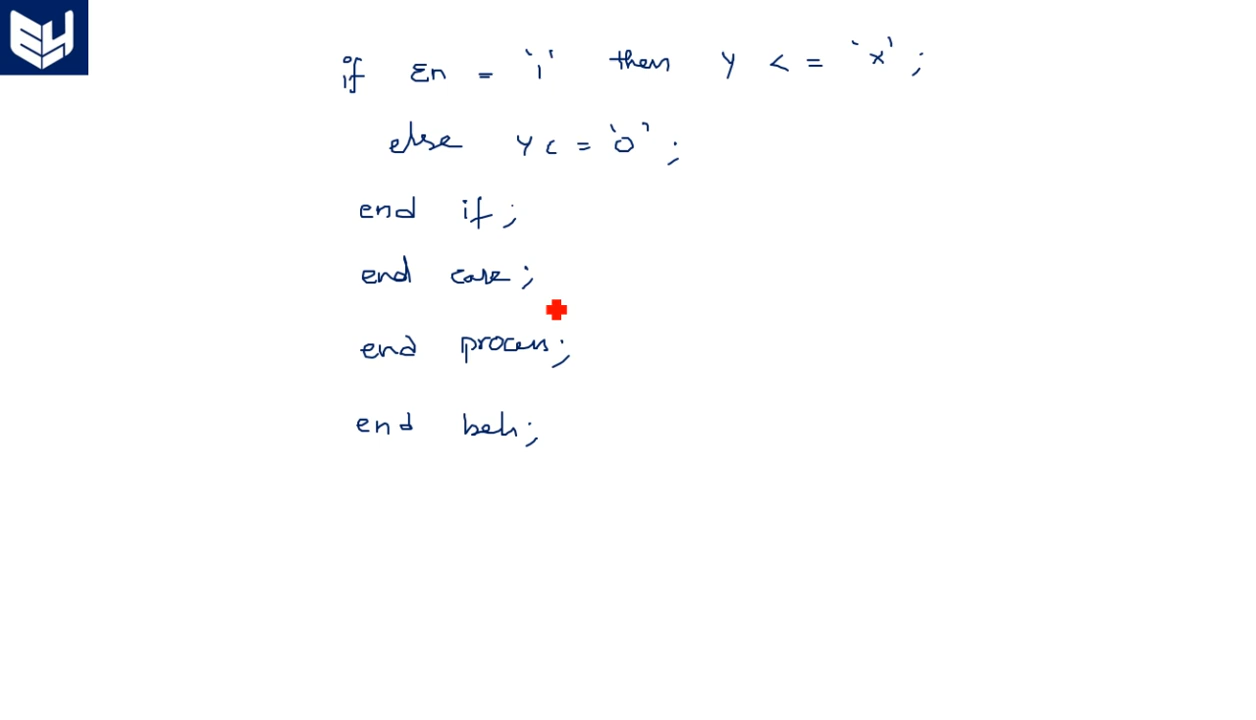 if En = '1' then Y <= 'x';
else Y <= '0';
end if;
end case;
end process;
end beh;